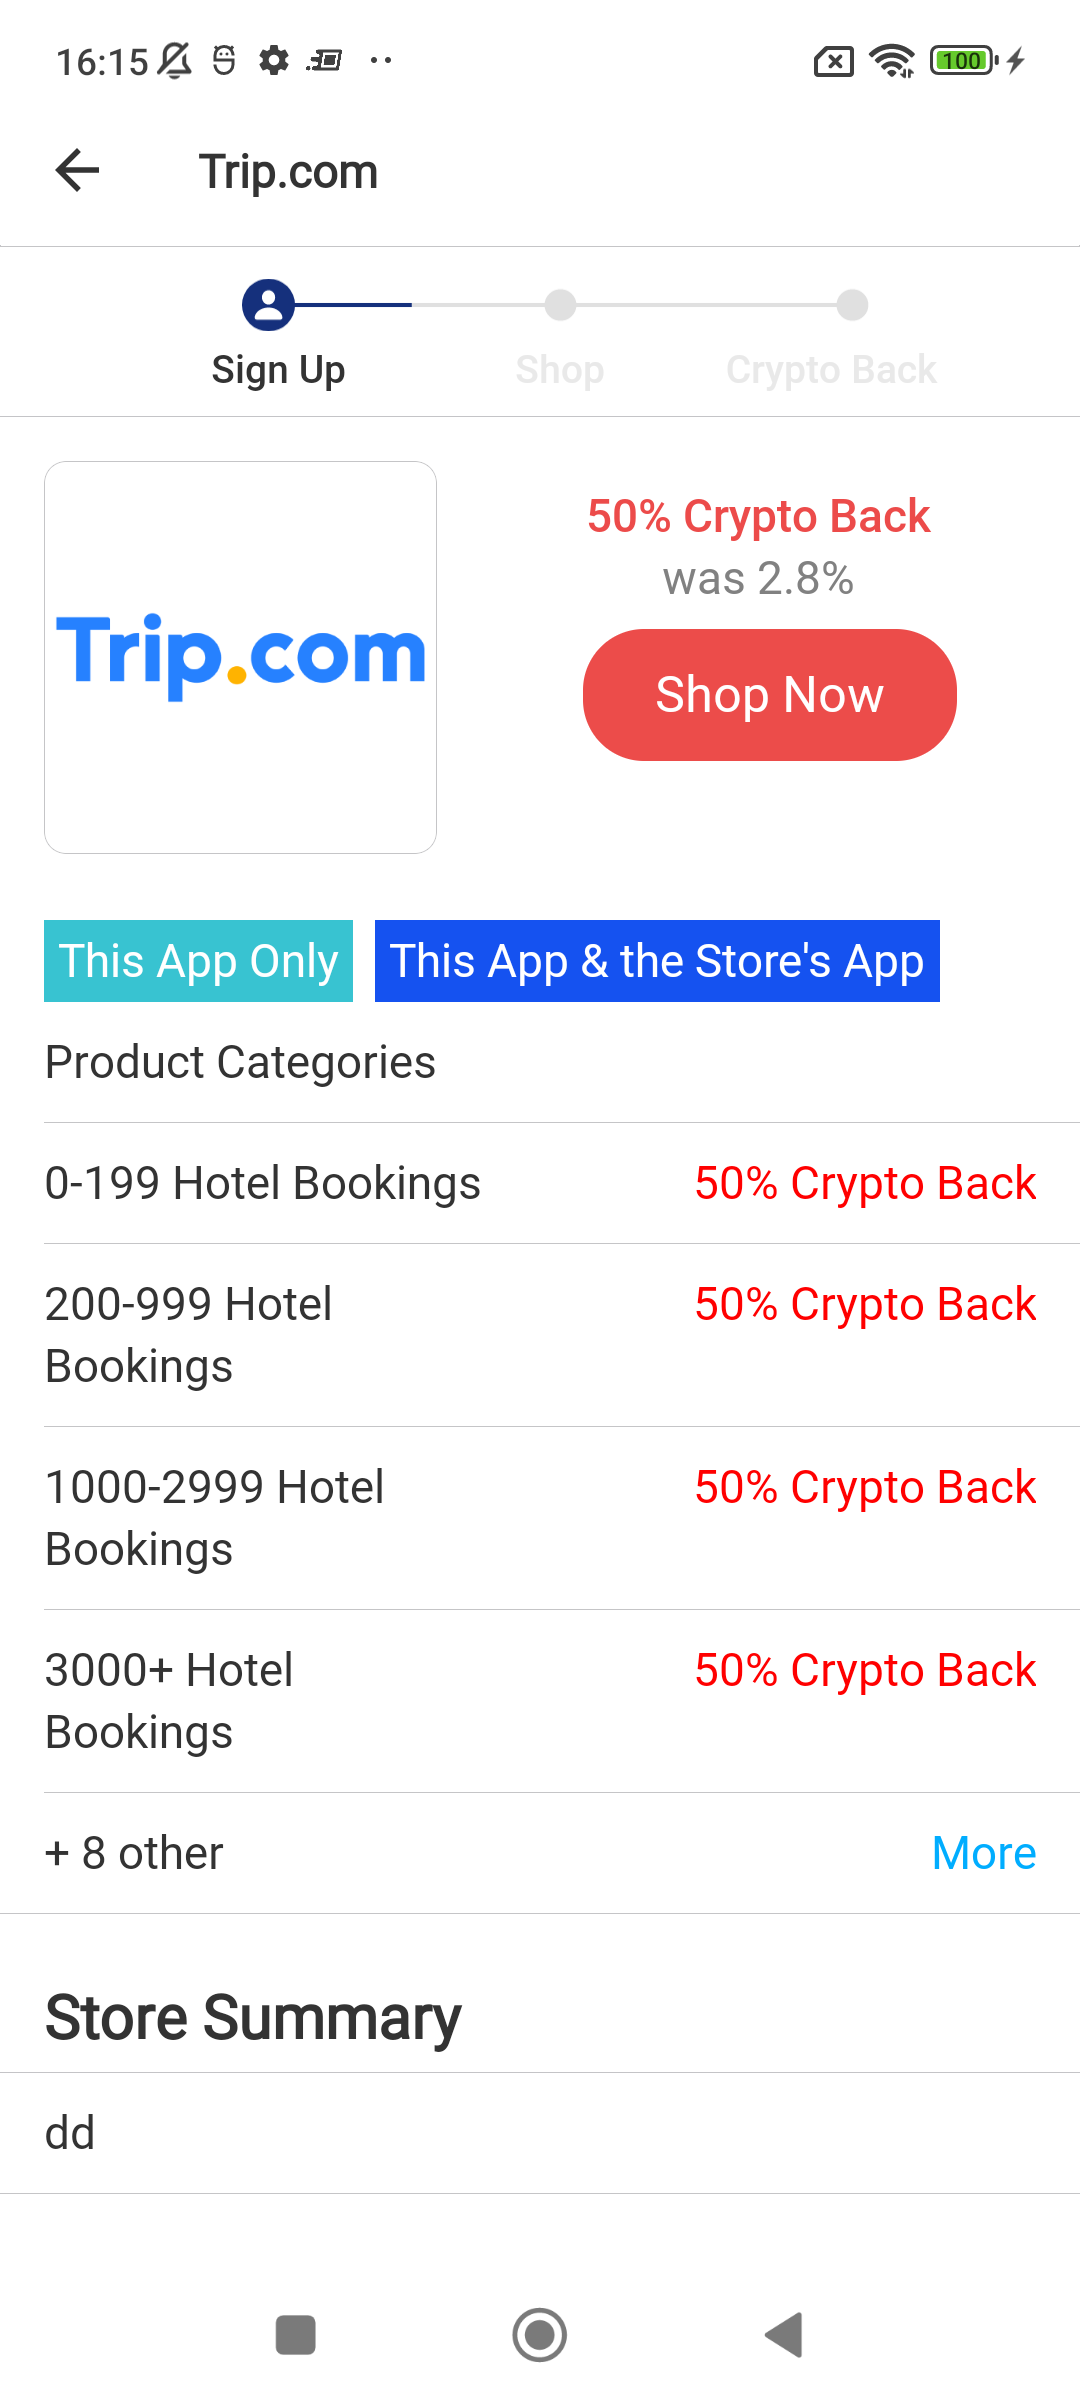 16:15
100
Trip.com
Sign Up
Shop
Crypto Back
Trip.com
50% Crypto Back
was 2.8%
Shop Now
This App Only
This App & the Store's App
Product Categories
0-199 Hotel Bookings
50% Crypto Back
200-999 Hotel
Bookings
50% Crypto Back
1000-2999 Hotel
Bookings
50% Crypto Back
3000+ Hotel
Bookings
50% Crypto Back
+ 8 other
More
Store Summary
dd